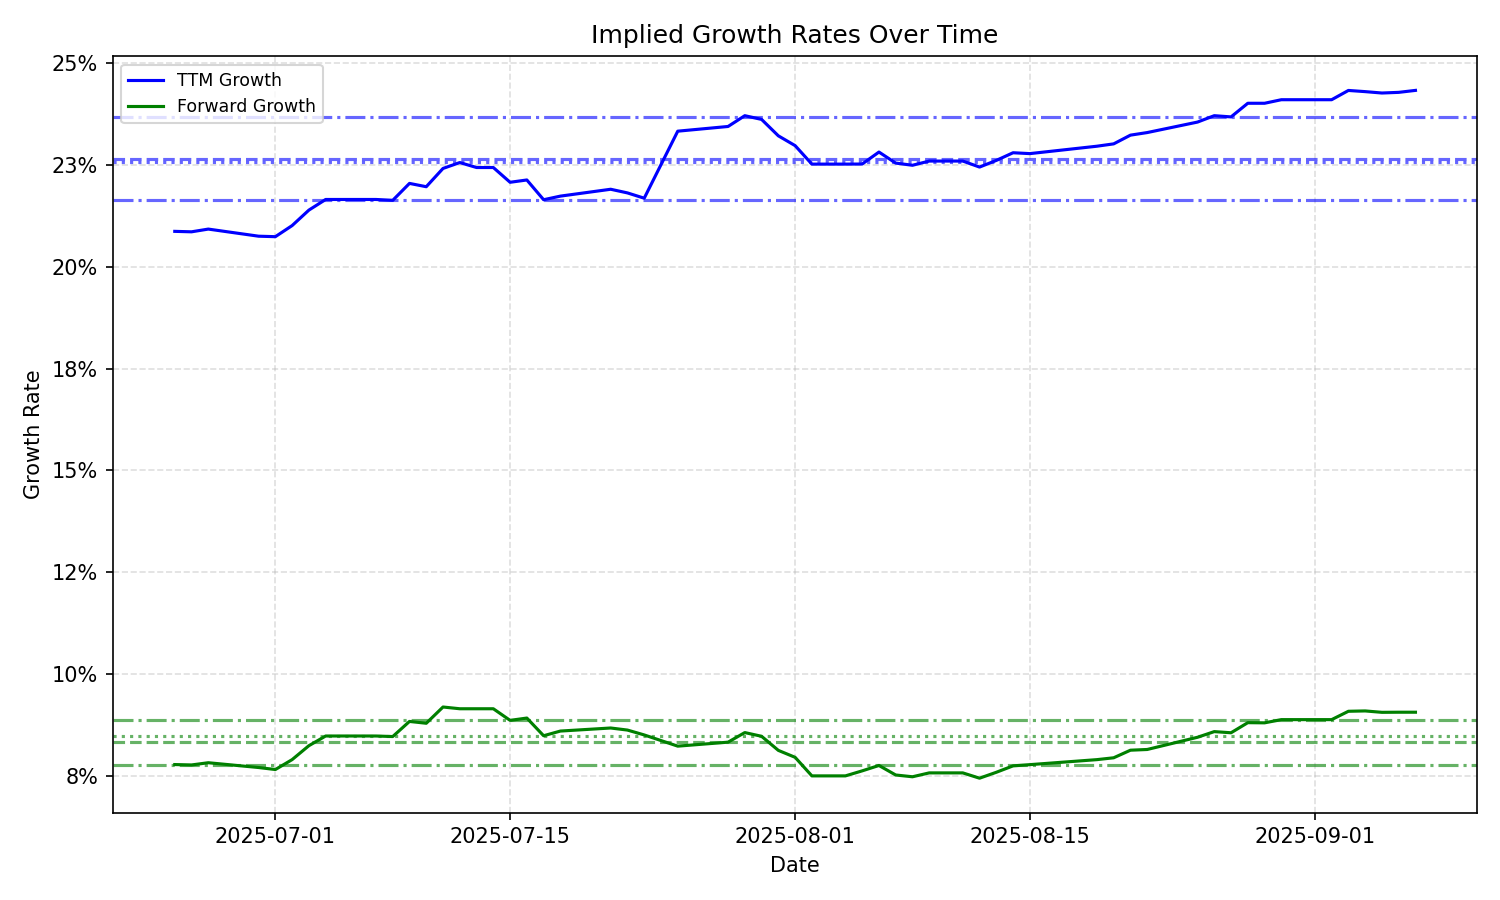 Implied Growth Rates Over Time
TTM Growth
Forward Growth
25%
23%
20%
18%
15%
12%
10%
8%
Growth Rate
2025-07-01
2025-07-15
2025-08-01
2025-08-15
2025-09-01
Date